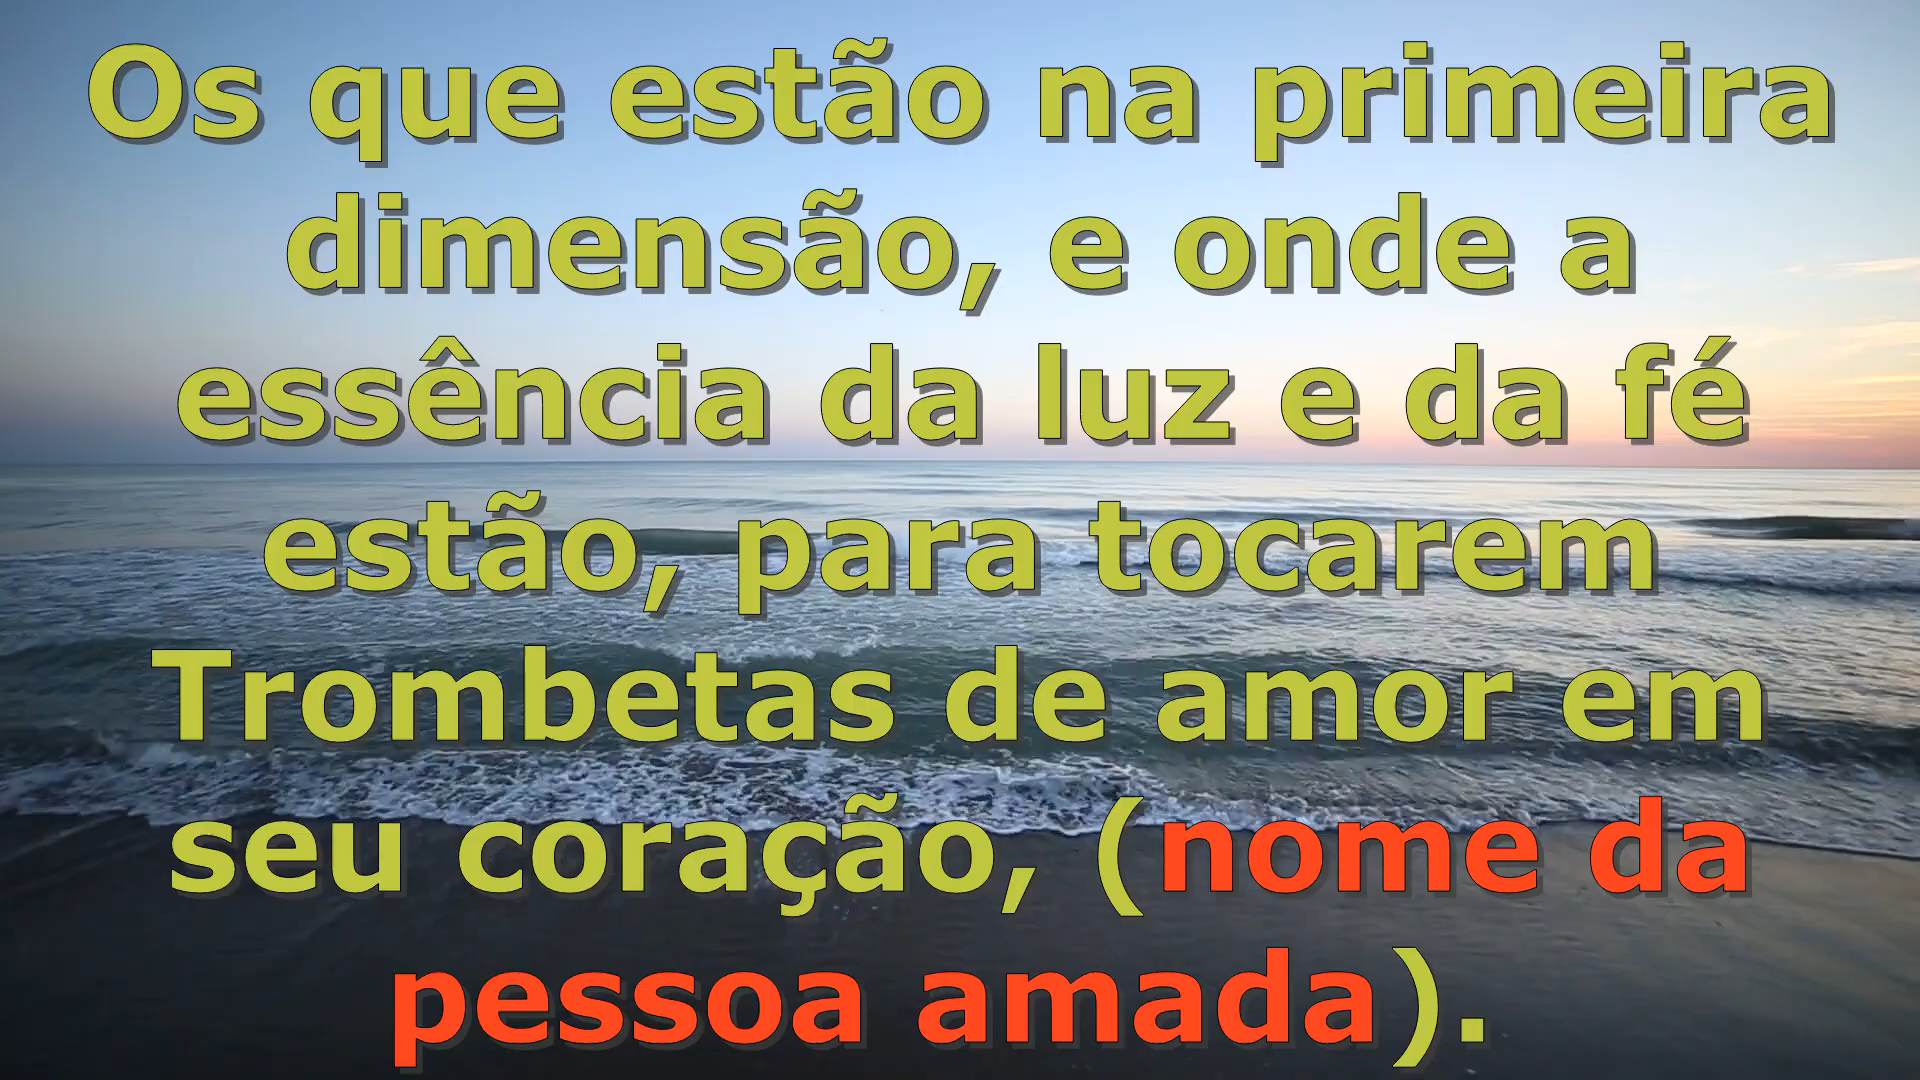 Os que estão na primeira
dimensão, e onde a
essência da luz e da fé
estão, para tocarem
Trombetas de amor em
seu coração, (nome da
pessoa amada).